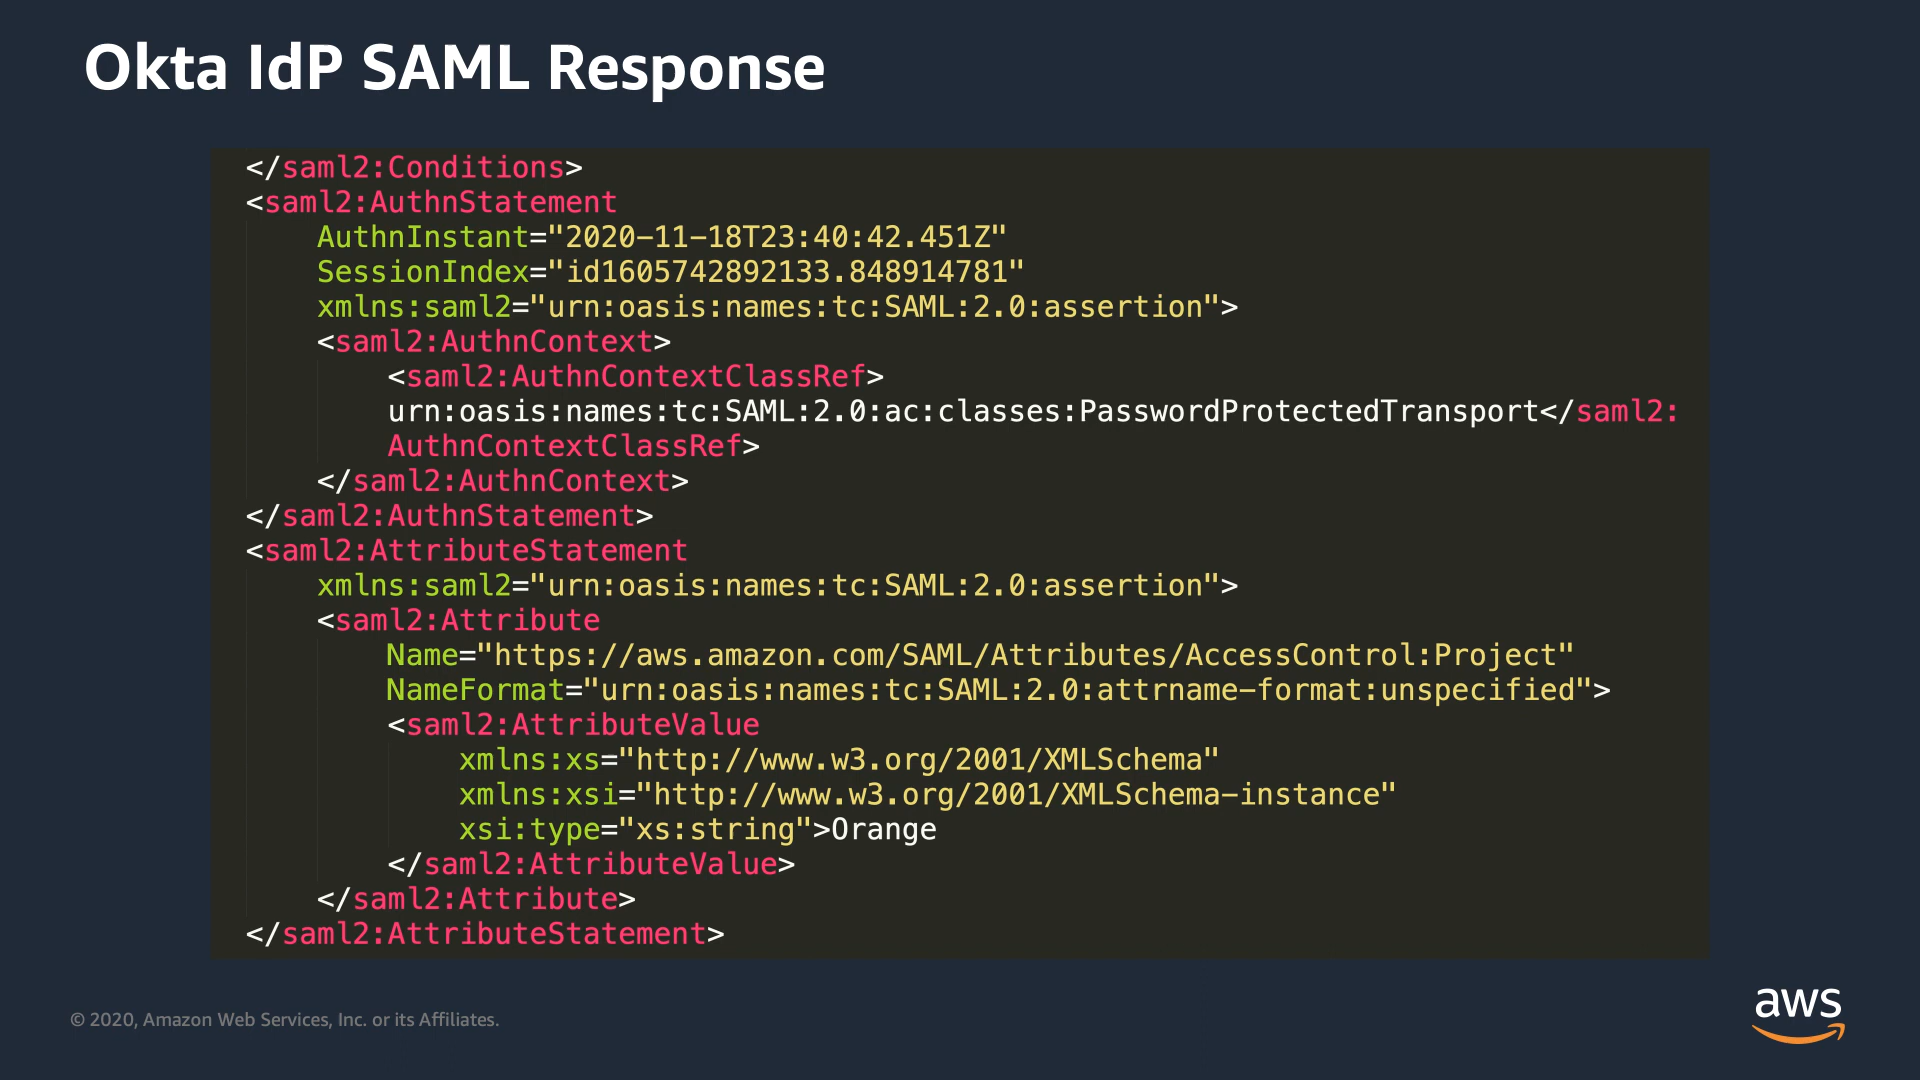 Okta IdP SAML Response
</saml2:Conditions>
<saml2:AuthnStatement
AuthnInstant="2020-11-18T23:40:42.451Z"
SessionIndex="id1605742892133.848914781"
xmlns:saml2="urn:oasis:names:tc:SAML:2.0:assertion">
<saml2:AuthnContext>
<saml2:AuthnContextClassRef>
urn:oasis:names:tc:SAML:2.0:ac:classes:PasswordProtectedTransport</saml2:
AuthnContextClassRef>
</saml2:AuthnContext>
</saml2:AuthnStatement>
<saml2:AttributeStatement
xmlns:saml2="urn:oasis:names:tc:SAML:2.0:assertion">
<saml2:Attribute
Name="https://aws.amazon.com/SAML/Attributes/AccessControl:Project"
NameFormat="urn:oasis:names:tc:SAML:2.0:attrname-format:unspecified">
<saml2:AttributeValue
xmlns:xs="http://www.w3.org/2001/XMLSchema"
xmlns:xsi="http://www.w3.org/2001/XMLSchema-instance"
xsi:type="xs:string">Orange
</saml2:AttributeValue>
</saml2:Attribute>
</saml2:AttributeStatement>
© 2020, Amazon Web Services, Inc. or its Affiliates.
aws